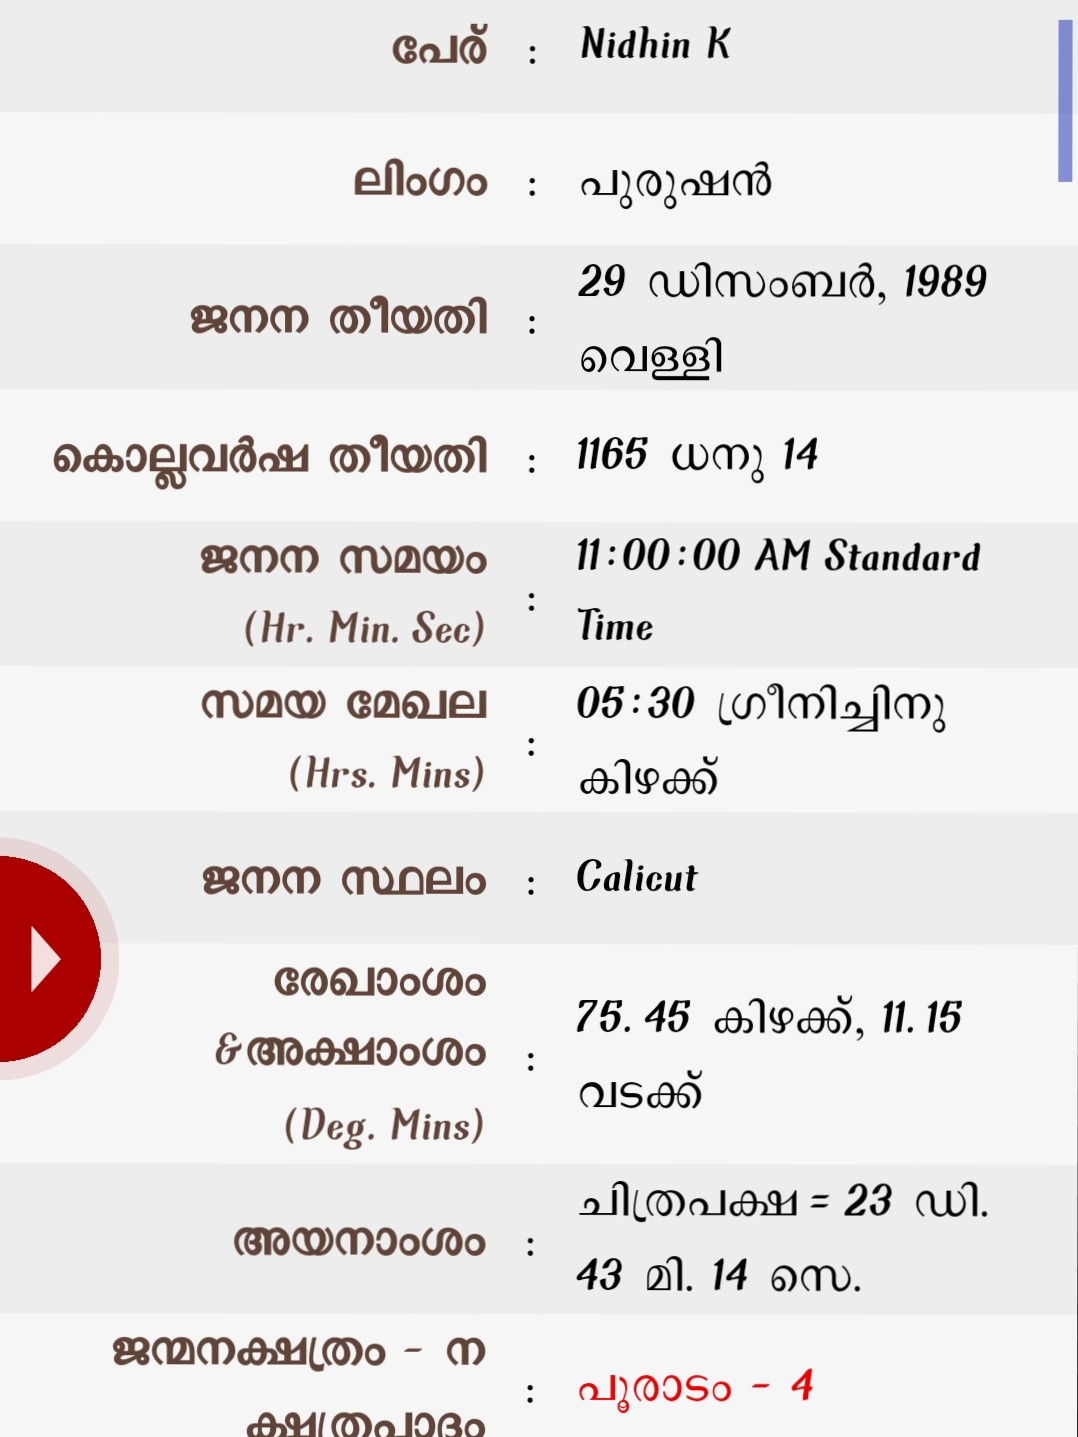 പേര് : Nidhin K
ലിംഗം : പുരുഷൻ
ജനന തീയതി : 29 ഡിസംബർ, 1989
വെള്ളി
കൊല്ലവർഷ തീയതി : 1165 ധനു 14
ജനന സമയം : 11:00:00 AM Standard
(Hr. Min. Sec) Time
സമയ മേഖല : 05:30 ഗ്രീനിച്ചിനു
(Hrs. Mins) കിഴക്ക്
ജനന സ്ഥലം : Calicut
രേഖാംശം
&അക്ഷാംശം : 75.45 കിഴക്ക്, 11.15
(Deg. Mins) വടക്ക്
അയനാംശം : ചിത്രപക്ഷ = 23 ഡി.
43 മി. 14 സെ.
ജന്മനക്ഷത്രം - ന
ക്ഷത്രപാദം : പൂരാടം - 4